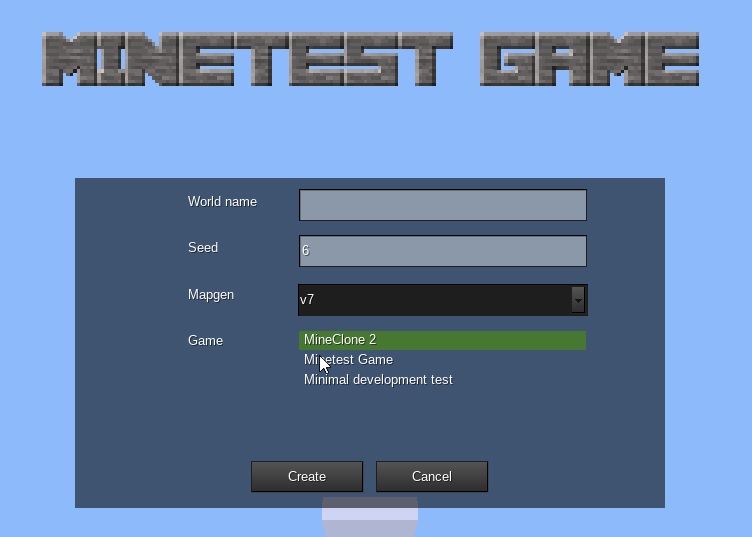 MINETEST GAME
World name
Seed 6
Mapgen v7
Game MineClone 2
Minetest Game
Minimal development test
Create Cancel